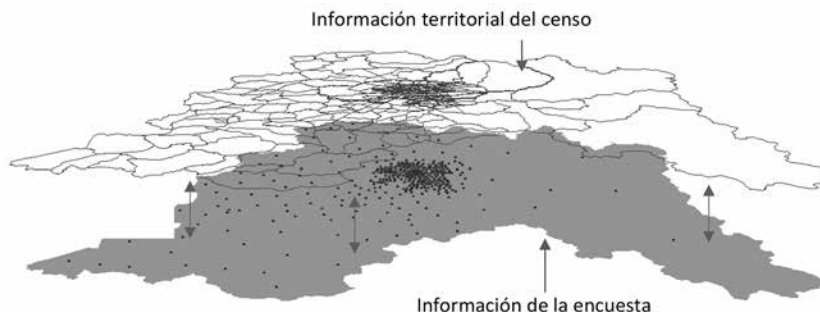 Información territorial del censo
Información de la encuesta